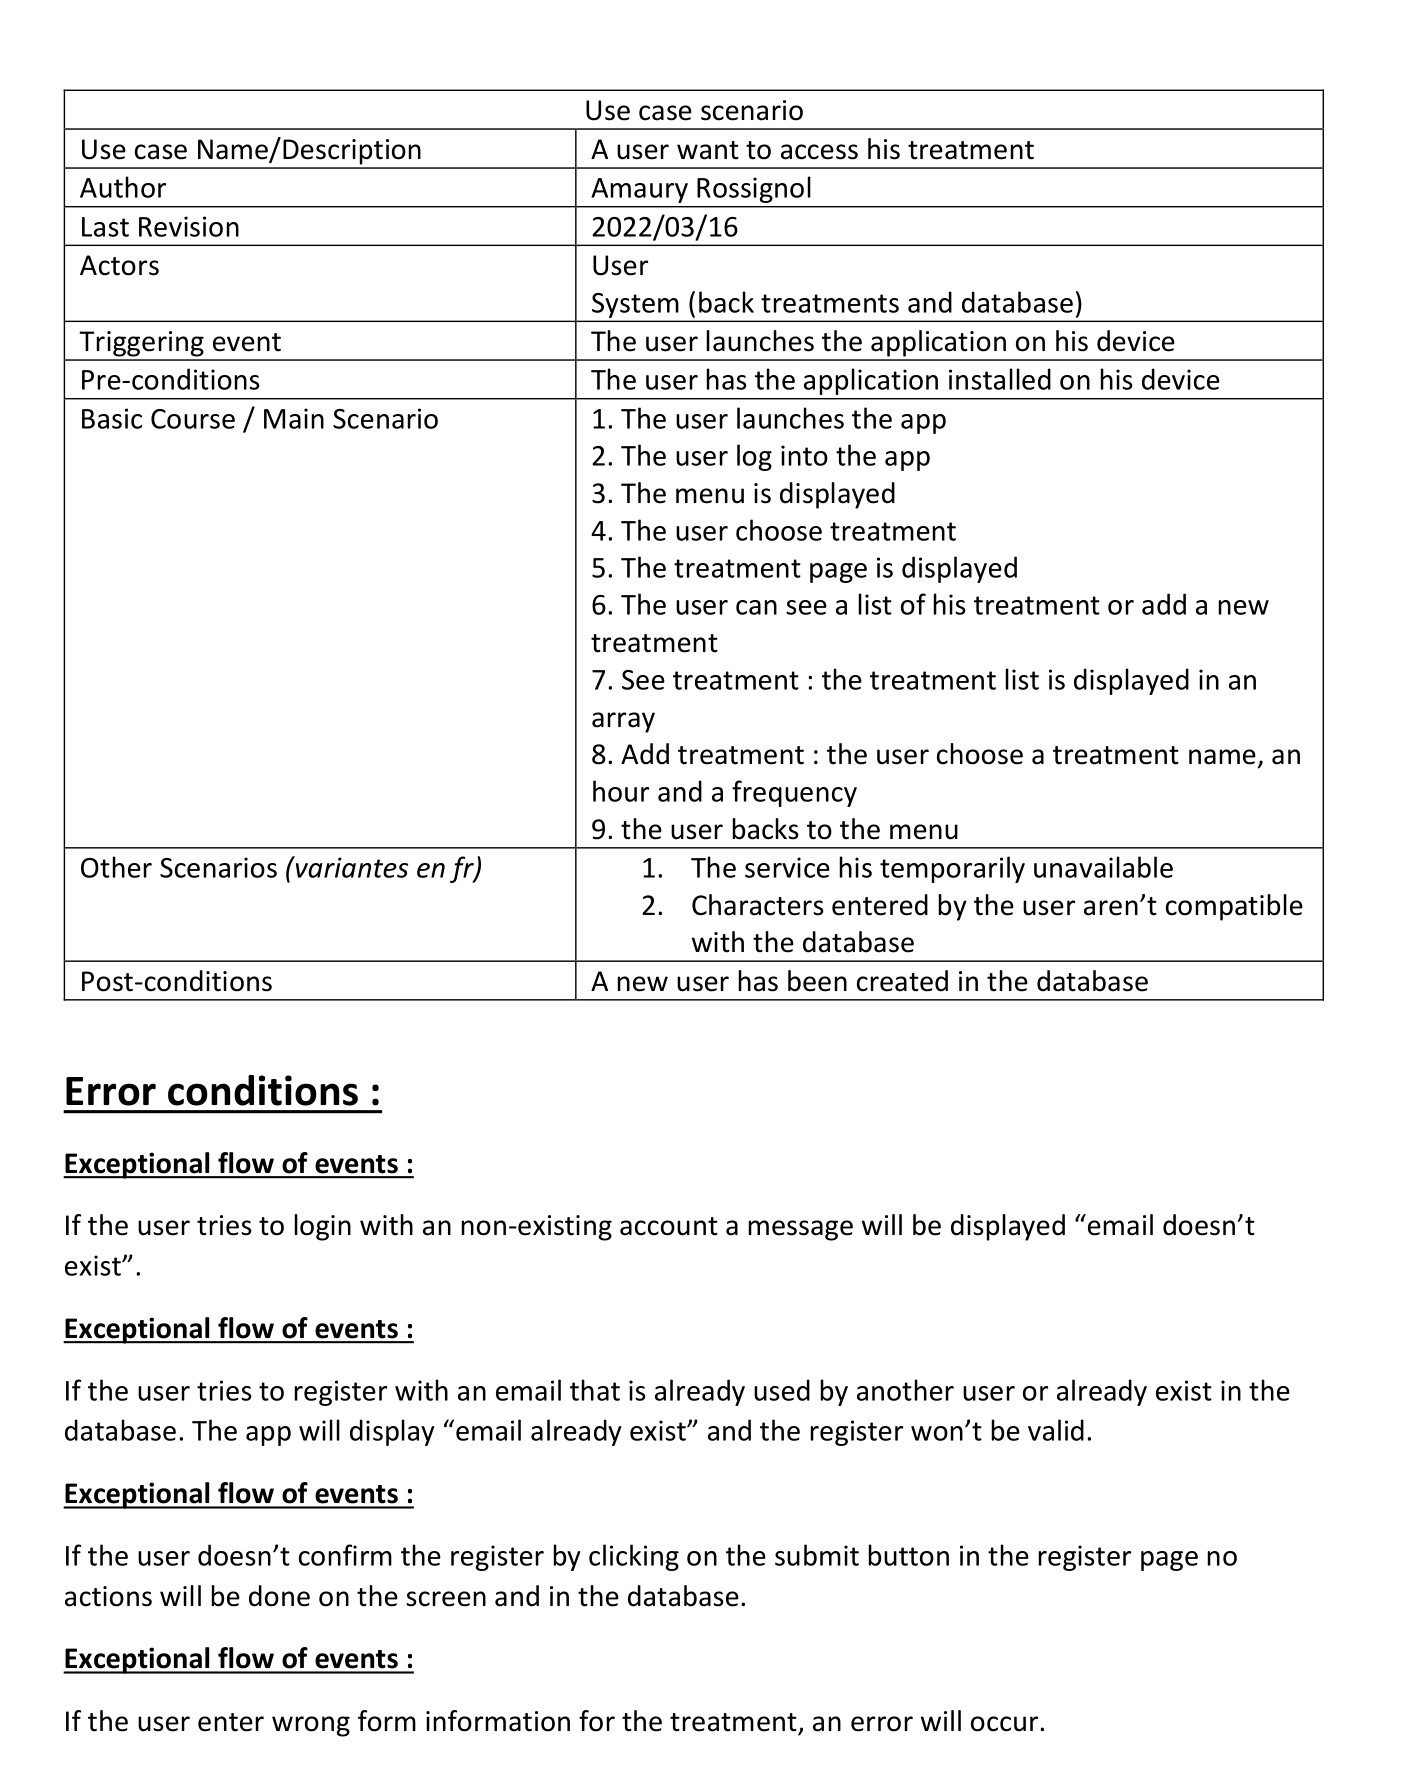 Use case scenario
Use case Name/Description A user want to access his treatment
Author Amaury Rossignol
Last Revision 2022/03/16
Actors User
System (back treatments and database)
Triggering event The user launches the application on his device
Pre-conditions The user has the application installed on his device
Basic Course / Main Scenario 1. The user launches the app
2. The user log into the app
3. The menu is displayed
4. The user choose treatment
5. The treatment page is displayed
6. The user can see a list of his treatment or add a new
treatment
7. See treatment : the treatment list is displayed in an
array
8. Add treatment : the user choose a treatment name, an
hour and a frequency
9. the user backs to the menu
Other Scenarios (variantes en fr) 1. The service his temporarily unavailable
2. Characters entered by the user aren’t compatible
with the database
Post-conditions A new user has been created in the database
Error conditions :
Exceptional flow of events :
If the user tries to login with an non-existing account a message will be displayed “email doesn’t
exist”.
Exceptional flow of events :
If the user tries to register with an email that is already used by another user or already exist in the
database. The app will display “email already exist” and the register won’t be valid.
Exceptional flow of events :
If the user doesn’t confirm the register by clicking on the submit button in the register page no
actions will be done on the screen and in the database.
Exceptional flow of events :
If the user enter wrong form information for the treatment, an error will occur.